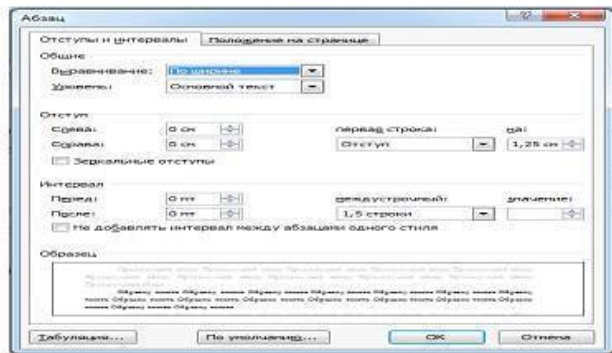 Абзац
Отступы и интервалы Положение на странице
Общие
Выравнивание: По ширине
Уровень: Основной текст
Отступ
Слева: 0 см первая строка: на:
Справа: 0 см Отступ 1,25 см
Зеркальные отступы
Интервал
Перед: 0 пт междустрочный: значение:
После: 0 пт 1,5 строки
Не добавлять интервал между абзацами одного стиля
Образец
Табуляция... По умолчанию... ОК Отмена